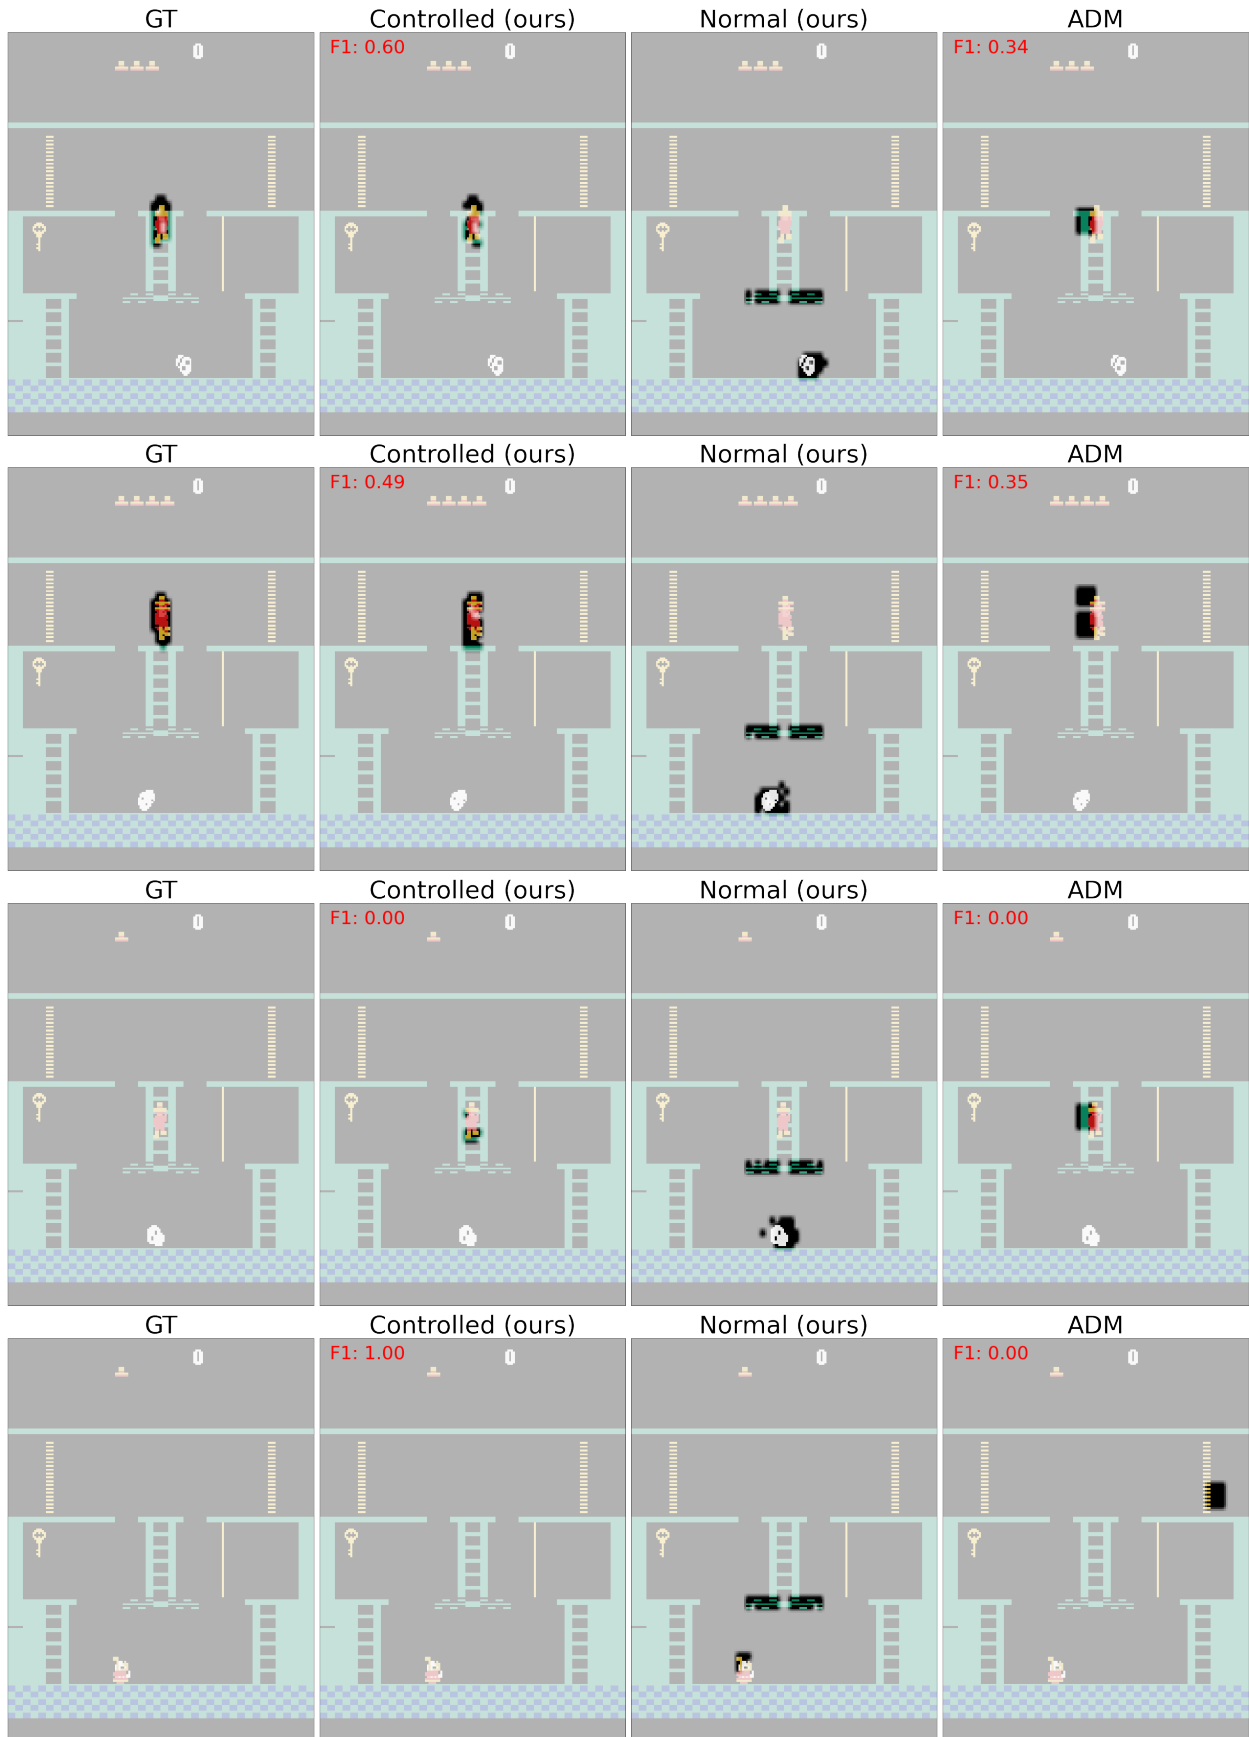 GT Controlled (ours) Normal (ours) ADM
0 F1: 0.60 0 0 F1: 0.34 0
GT Controlled (ours) Normal (ours) ADM
0 F1: 0.49 0 0 F1: 0.35 0
GT Controlled (ours) Normal (ours) ADM
0 F1: 0.00 0 0 F1: 0.00 0
GT Controlled (ours) Normal (ours) ADM
0 F1: 1.00 0 0 F1: 0.00 0